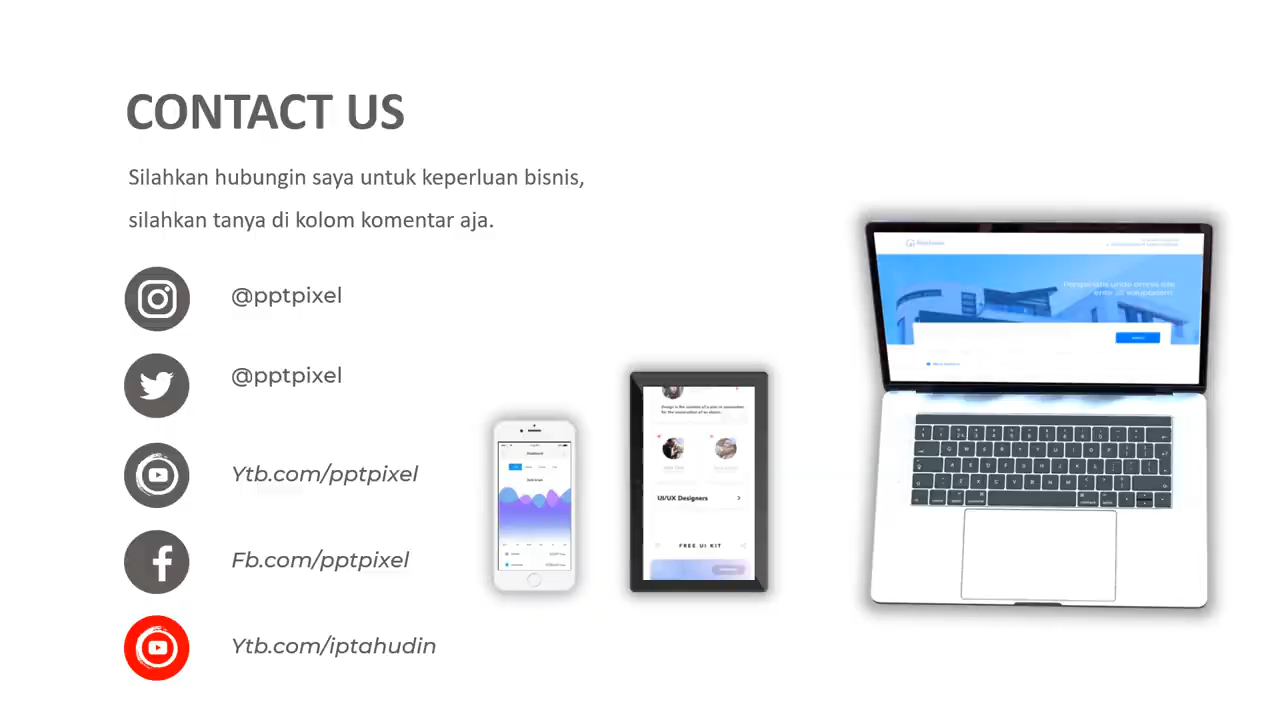 CONTACT US
Silahkan hubungin saya untuk keperluan bisnis,
silahkan tanya di kolom komentar aja.
@pptpixel
@pptpixel
Ytb.com/pptpixel
Fb.com/pptpixel
Ytb.com/iptahudin
UI/UX Designers
FREE UI KIT